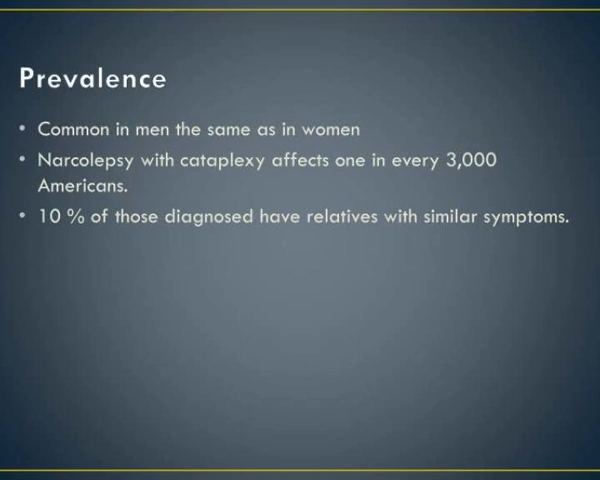 Prevalence
• Common in men the same as in women
• Narcolepsy with cataplexy affects one in every 3,000
Americans.
• 10 % of those diagnosed have relatives with similar symptoms.